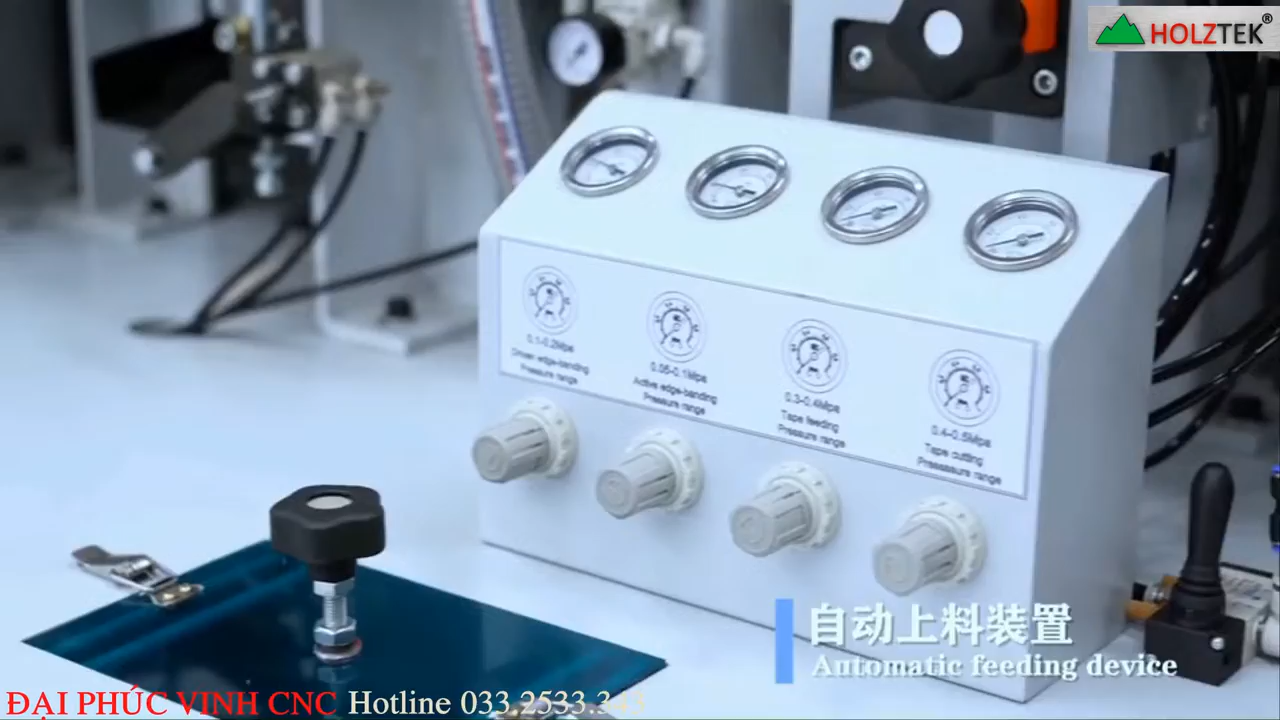 HOLZTEK®
0.1-0.2Mpa
Driven edge-banding
Pressure range
0.05-0.1Mpa
Active edge-banding
Pressure range
0.3-0.4Mpa
Tape feeding
Pressure range
0.4-0.5Mpa
Tape cutting
Presssure range
自动上料装置
Automatic feeding device
ĐẠI PHÚC VINH CNC Hotline 033.2533.343